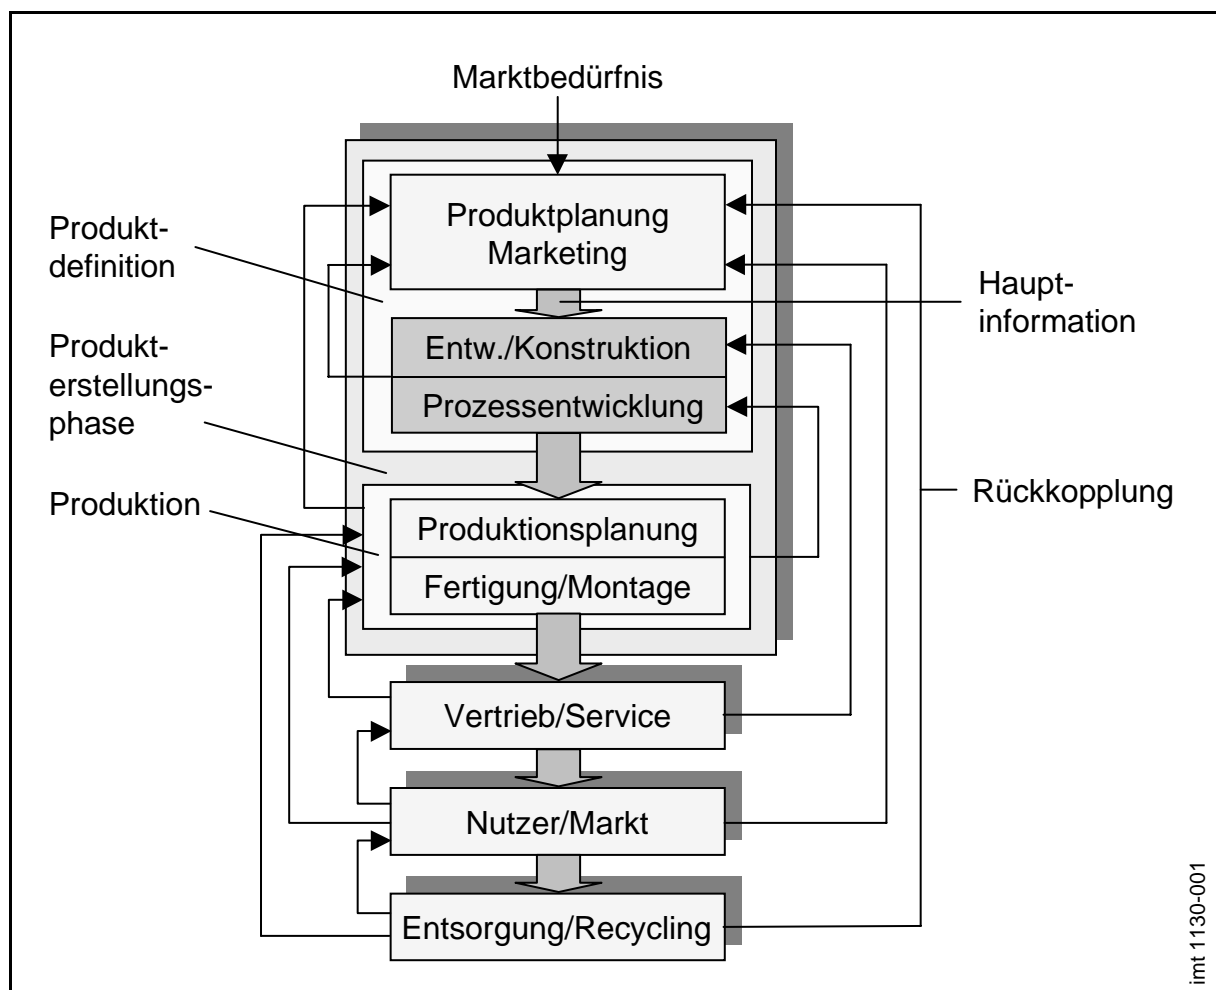 Marktbedürfnis
Produkt-
definition
Produktplanung
Marketing
Haupt-
information
Produkt-
erstellungs-
phase
Entw./Konstruktion
Prozessentwicklung
Produktion
Rückkopplung
Produktionsplanung
Fertigung/Montage
Vertrieb/Service
Nutzer/Markt
Entsorgung/Recycling
imt 1130-001